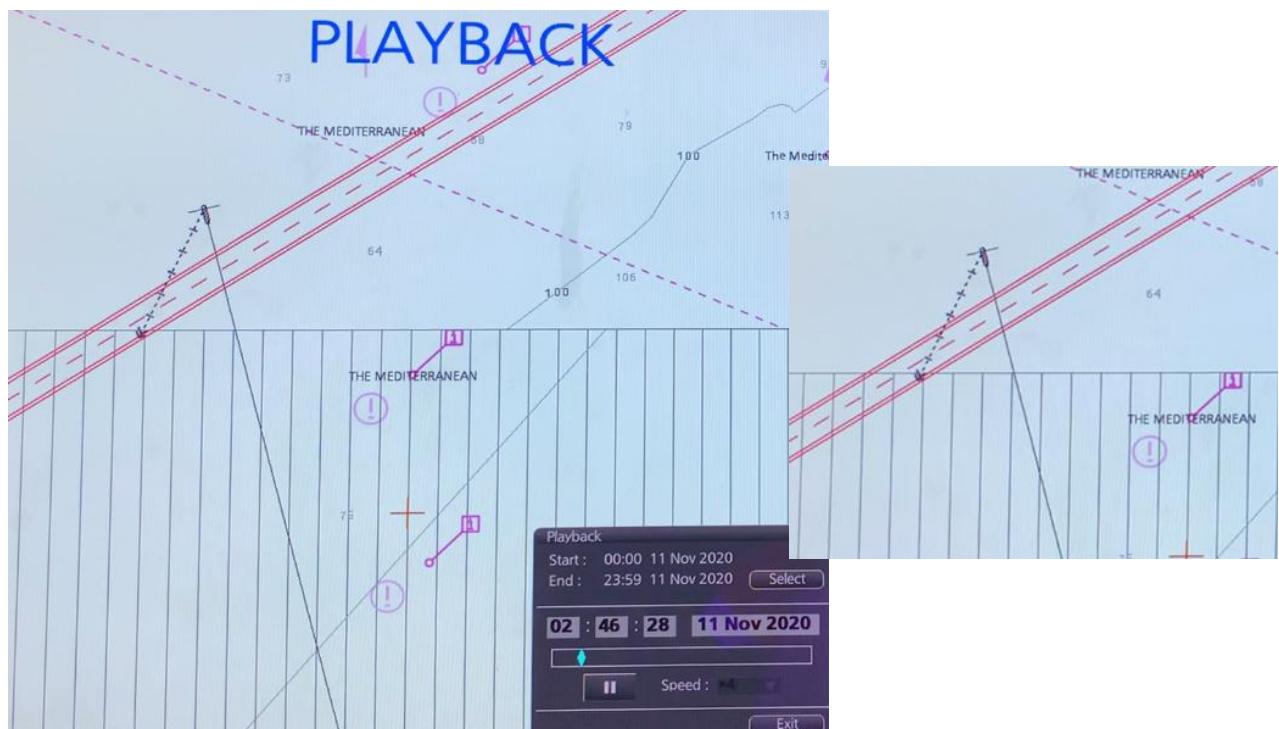 PLAYBACK
73
THE MEDITERRANEAN
79
100
113
64
106
100
THE MEDITERRANEAN
Playback
Start : 00:00 11 Nov 2020
End : 23:59 11 Nov 2020 Select
02 : 46 : 28 11 Nov 2020
Speed : ×4
Exit
THE MEDITERRANEAN
64
THE MEDITERRANEAN